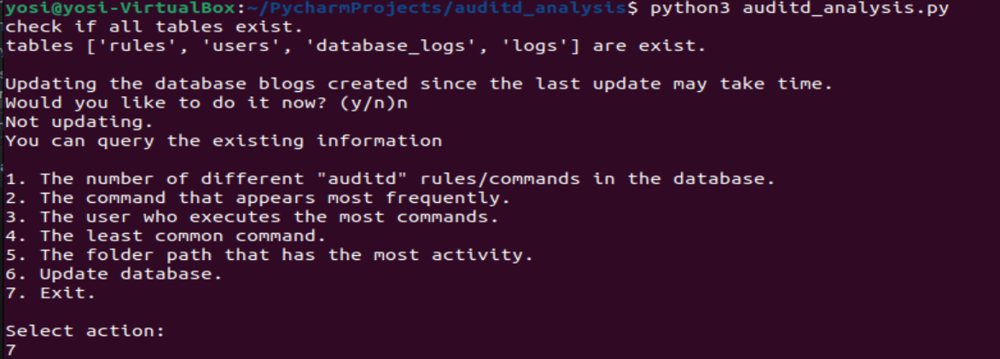 yosi@yosi-VirtualBox:~/PycharmProjects/auditd_analysis$ python3 auditd_analysis.py
check if all tables exist.
tables ['rules', 'users', 'database_logs', 'logs'] are exist.
Updating the database blogs created since the last update may take time.
Would you like to do it now? (y/n)n
Not updating.
You can query the existing information
1. The number of different "auditd" rules/commands in the database.
2. The command that appears most frequently.
3. The user who executes the most commands.
4. The least common command.
5. The folder path that has the most activity.
6. Update database.
7. Exit.
Select action:
7